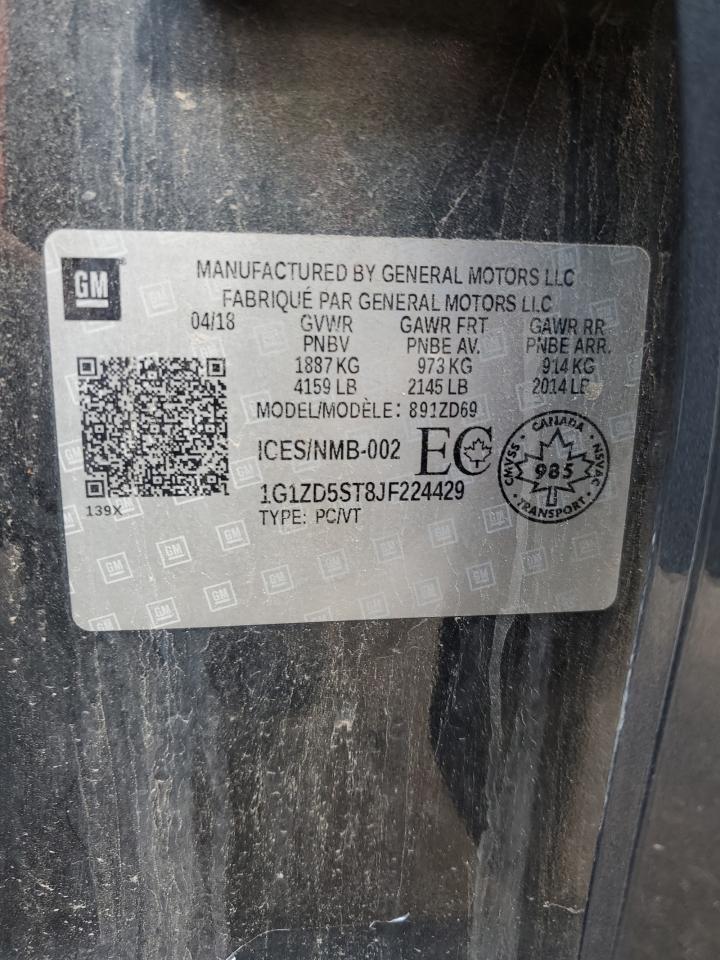 GM
MANUFACTURED BY GENERAL MOTORS LLC
FABRIQUÉ PAR GENERAL MOTORS LLC
04/18 GVWR GAWR FRT GAWR RR
PNBV PNBE AV. PNBE ARR.
1887 KG 973 KG 914 KG
4159 LB 2145 LB 2014 LB
MODEL/MODÈLE: 891ZD69
ICES/NMB-002 EC
CANADA
CMVSS 985 NSVAC
TRANSPORT
139X
1G1ZD5ST8JF224429
TYPE: PC/VT